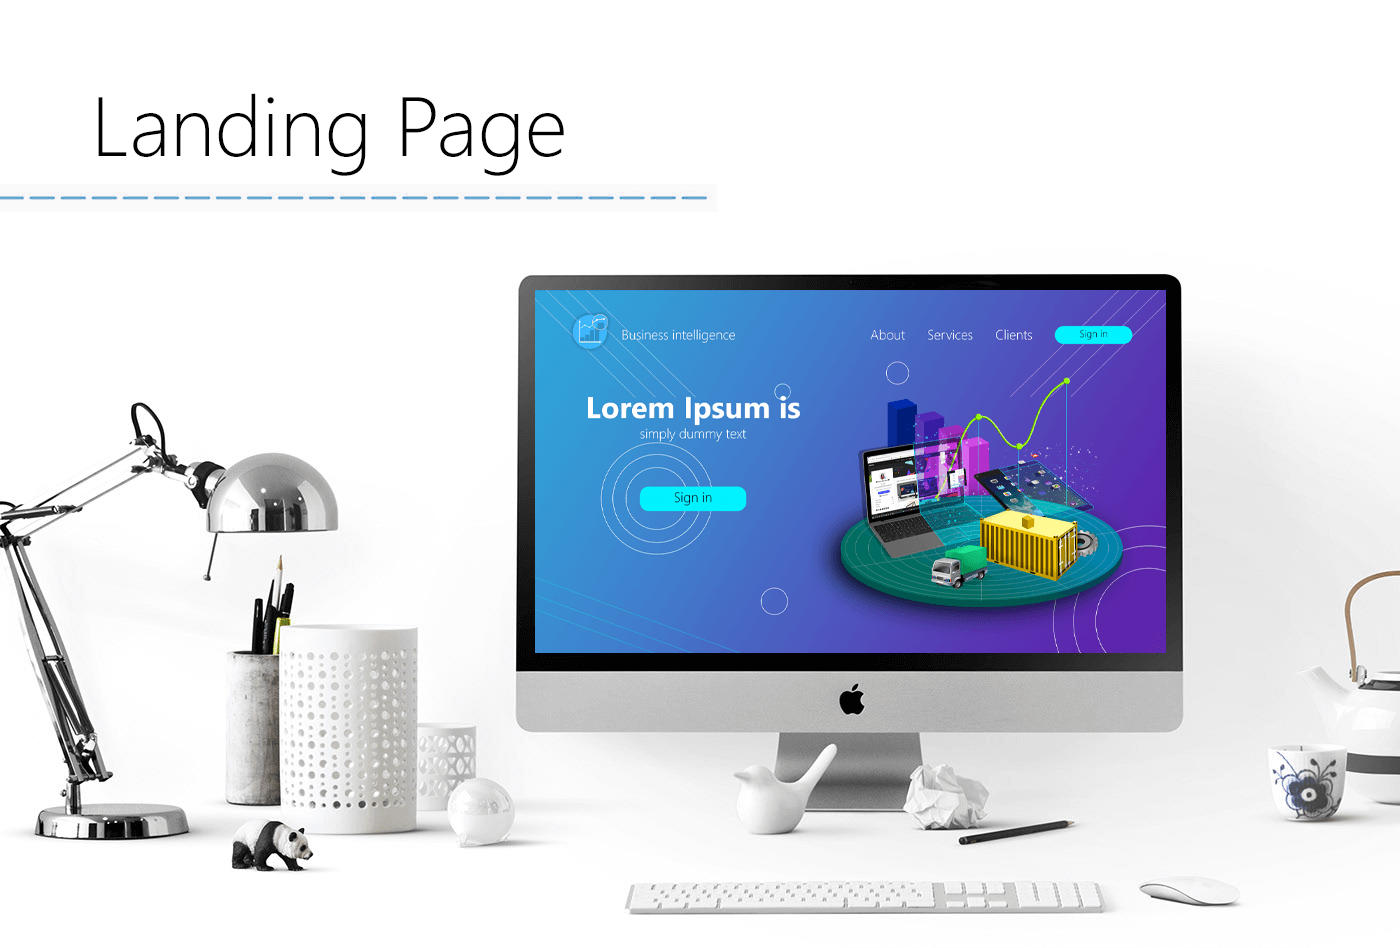 Landing Page
Business intelligence
About Services Clients Sign in
Lorem Ipsum is
simply dummy text
Sign in